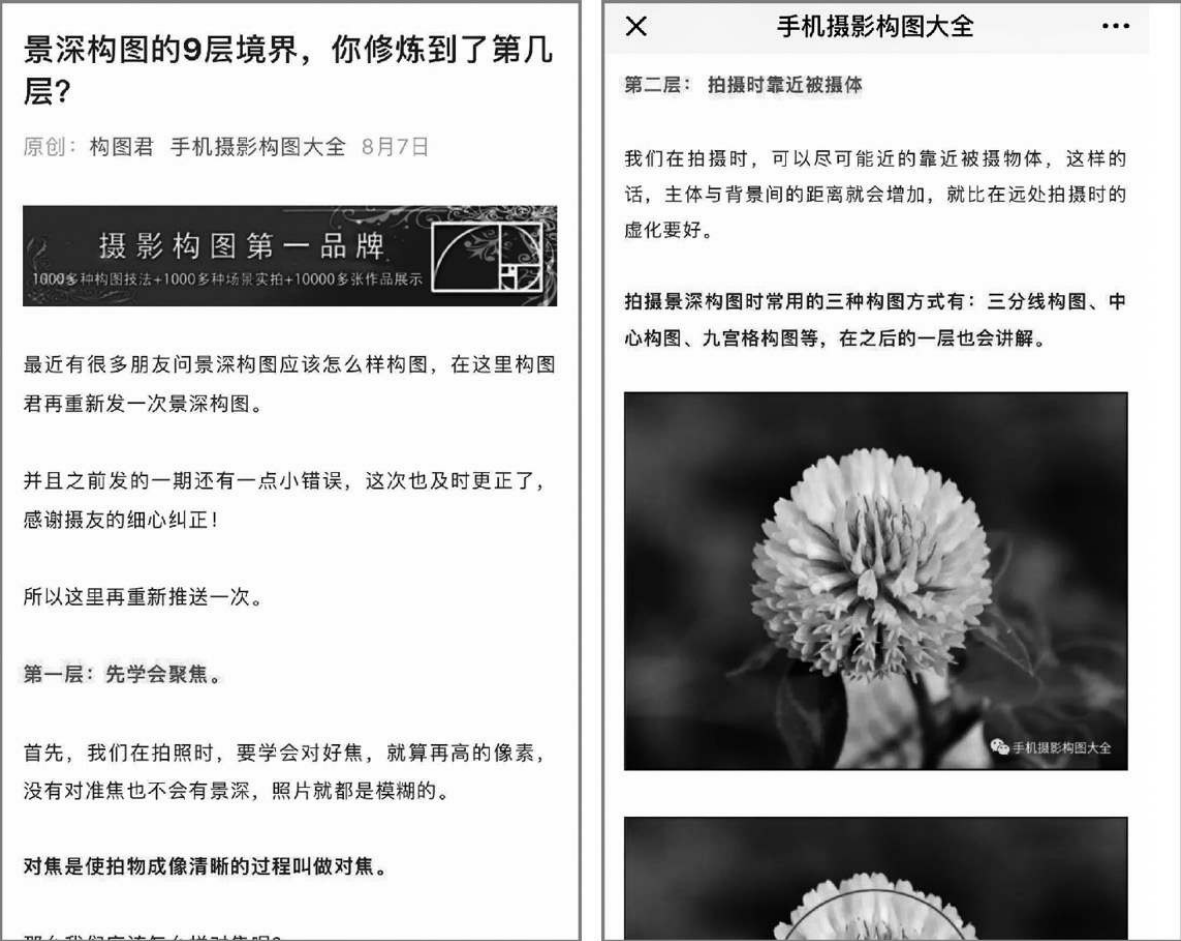 景深构图的9层境界，你修炼到了第几
层？
原创： 构图君 手机摄影构图大全 8月7日
摄影构图第一品牌
1000多种构图技法+1000多种场景实拍+10000多张作品展示
最近有很多朋友问景深构图应该怎么样构图，在这里构图
君再重新发一次景深构图。
并且之前发的一期还有一点小错误，这次也及时更正了，
感谢摄友的细心纠正！
所以这里再重新推送一次。
第一层：先学会聚焦。
首先，我们在拍照时，要学会对好焦，就算再高的像素，
没有对准焦也不会有景深，照片就都是模糊的。
对焦是使拍物成像清晰的过程叫做对焦。
那么我们应该怎么样对焦呢？
手机摄影构图大全
第二层： 拍摄时靠近被摄体
我们在拍摄时，可以尽可能近的靠近被摄物体，这样的
话，主体与背景间的距离就会增加，就比在远处拍摄时的
虚化要好。
拍摄景深构图时常用的三种构图方式有：三分线构图、中
心构图、九宫格构图等，在之后的一层也会讲解。
手机摄影构图大全